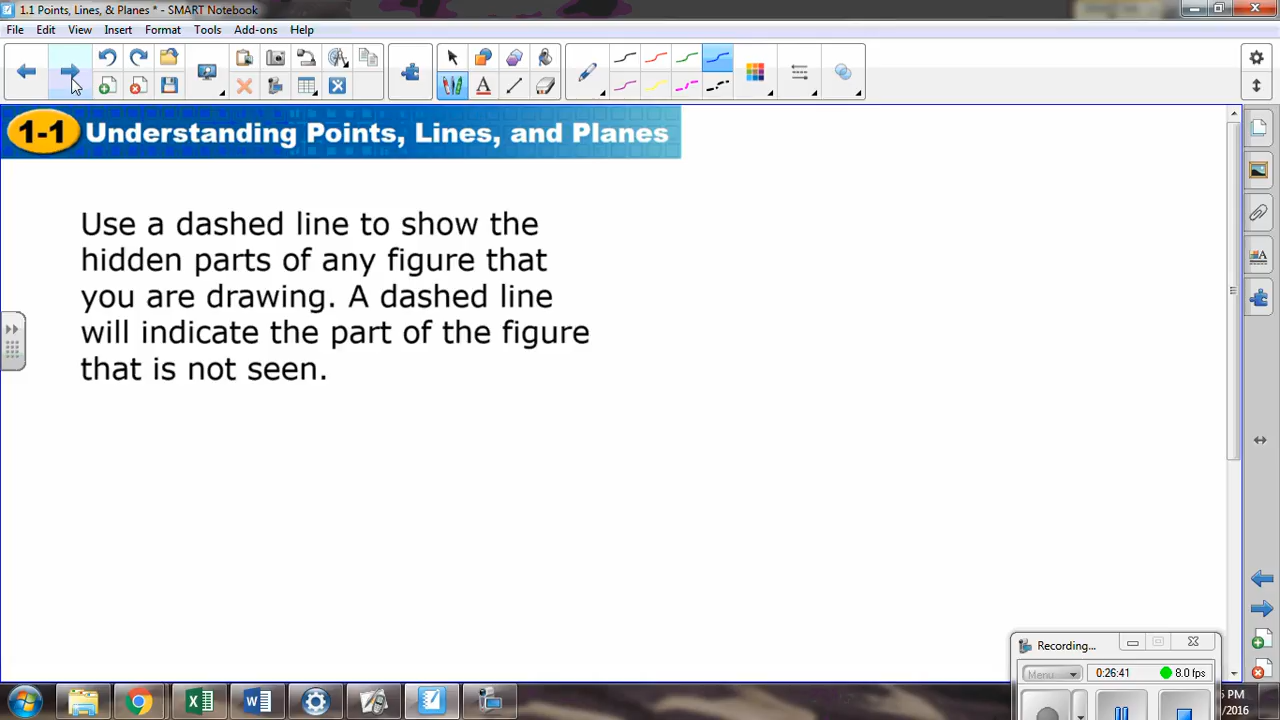 1.1 Points, Lines, & Planes * - SMART Notebook
File Edit View Insert Format Tools Add-ons Help
1-1 Understanding Points, Lines, and Planes
Use a dashed line to show the
hidden parts of any figure that
you are drawing. A dashed line
will indicate the part of the figure
that is not seen.
Recording...
Menu 0:26:41 8.0 fps
PM
/2016